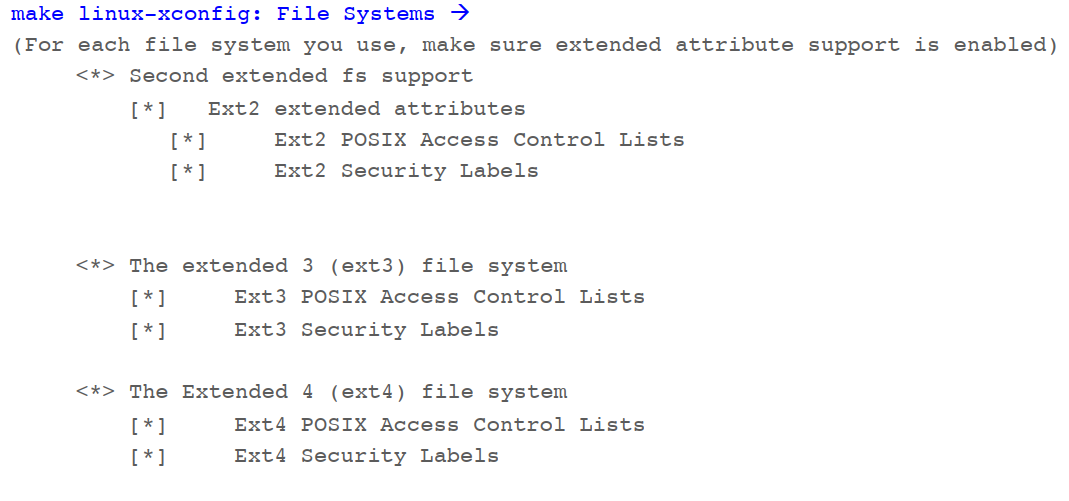 make linux-xconfig: File Systems →
(For each file system you use, make sure extended attribute support is enabled)
<*> Second extended fs support
[*] Ext2 extended attributes
[*] Ext2 POSIX Access Control Lists
[*] Ext2 Security Labels
<*> The extended 3 (ext3) file system
[*] Ext3 POSIX Access Control Lists
[*] Ext3 Security Labels
<*> The Extended 4 (ext4) file system
[*] Ext4 POSIX Access Control Lists
[*] Ext4 Security Labels